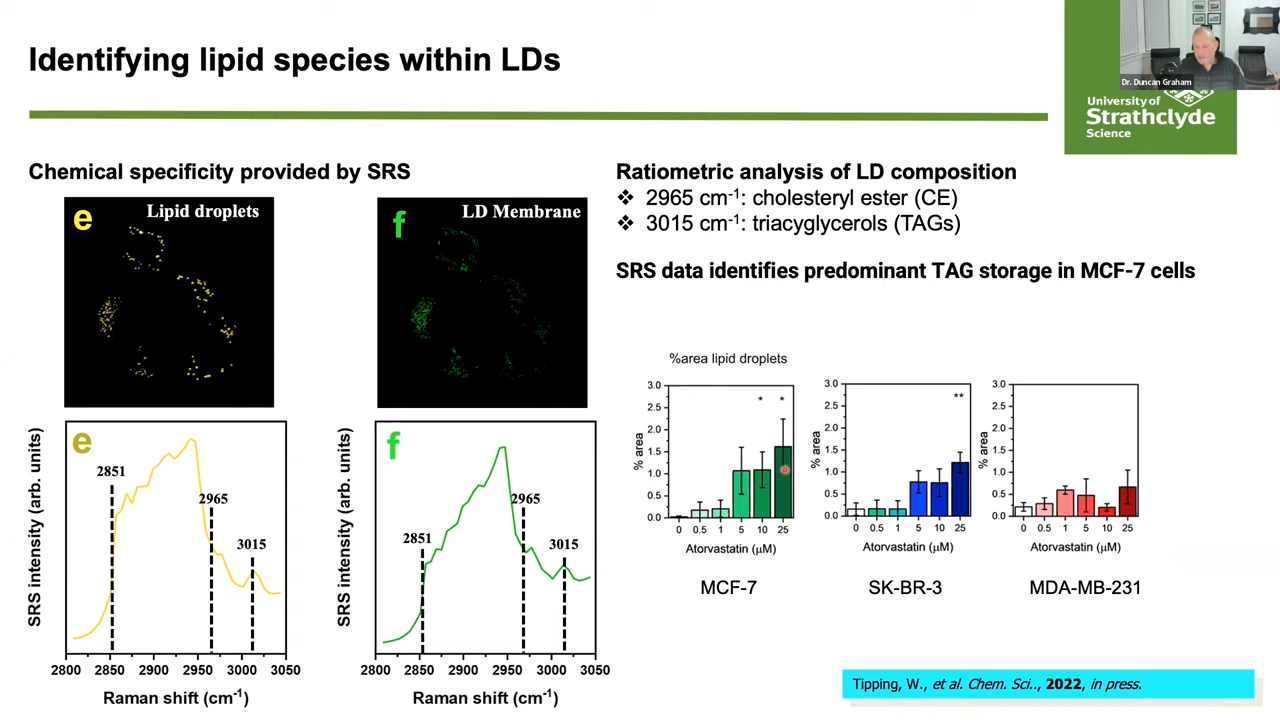 Identifying lipid species within LDs
Dr. Duncan Graham
University of
Strathclyde
Science
Chemical specificity provided by SRS
e
Lipid droplets
f
LD Membrane
SRS intensity (arb. units)
e
2851
2965
3015
2800 2850 2900 2950 3000 3050
Raman shift (cm⁻¹)
SRS intensity (arb. units)
f
2851
2965
3015
2800 2850 2900 2950 3000 3050
Raman shift (cm⁻¹)
Ratiometric analysis of LD composition
❖ 2965 cm⁻¹: cholesteryl ester (CE)
❖ 3015 cm⁻¹: triacyglycerols (TAGs)
SRS data identifies predominant TAG storage in MCF-7 cells
%area lipid droplets
% area
3.0
2.5
2.0
1.5
1.0
0.5
0.0
* *
0 0.5 1 5 10 25
Atorvastatin (μM)
MCF-7
% area
3.0
2.5
2.0
1.5
1.0
0.5
0.0
**
0 0.5 1 5 10 25
Atorvastatin (μM)
SK-BR-3
% area
3.0
2.5
2.0
1.5
1.0
0.5
0.0
0 0.5 1 5 10 25
Atorvastatin (μM)
MDA-MB-231
Tipping, W., et al. Chem. Sci.., 2022, in press.